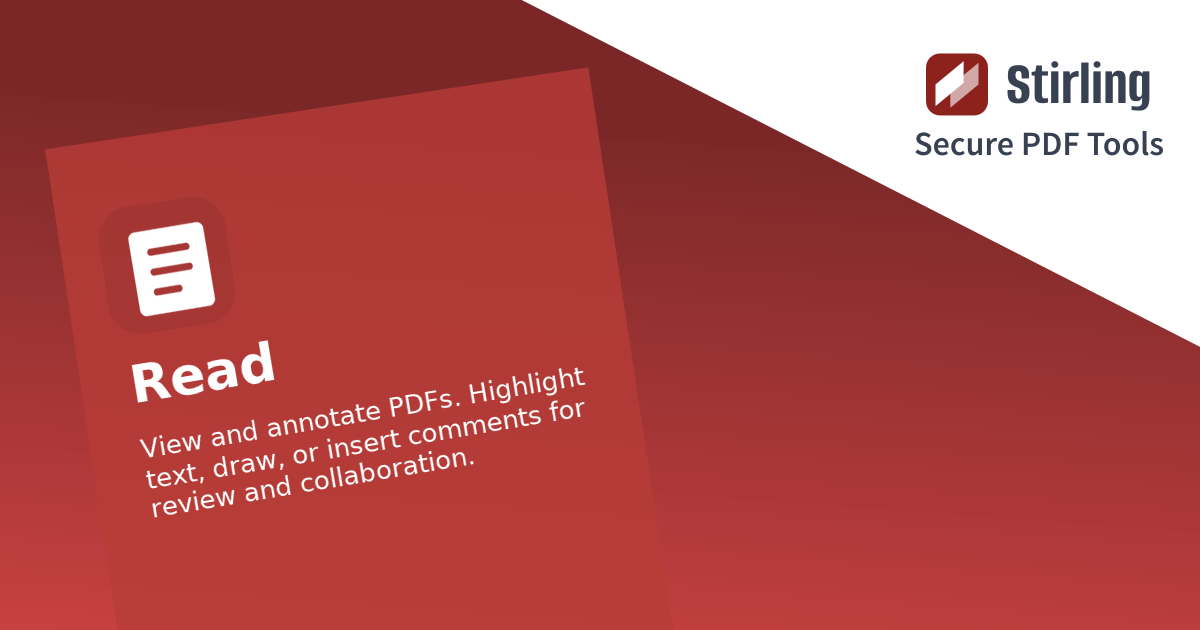 Stirling
Secure PDF Tools
Read
View and annotate PDFs. Highlight
text, draw, or insert comments for
review and collaboration.